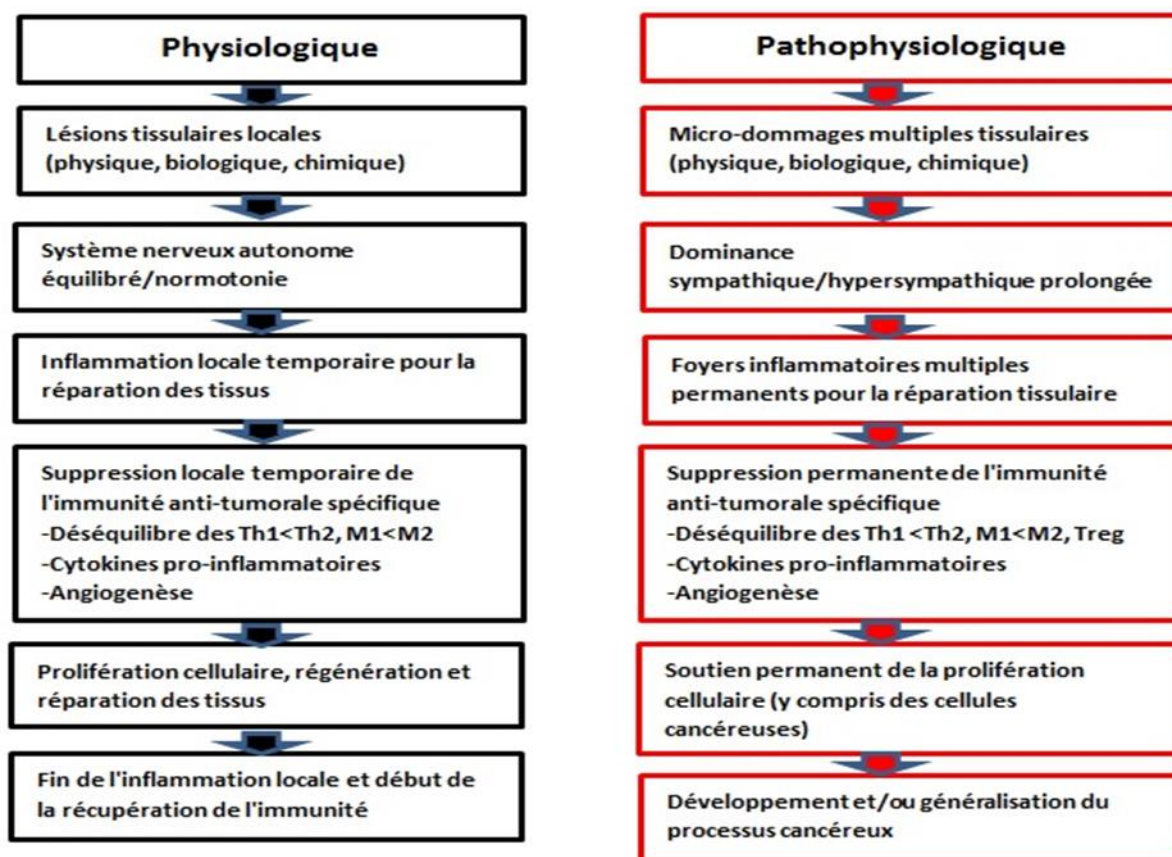 Physiologique
Lésions tissulaires locales
(physique, biologique, chimique)
Système nerveux autonome
équilibré/normotonie
Inflammation locale temporaire pour la
réparation des tissus
Suppression locale temporaire de
l'immunité anti-tumorale spécifique
-Déséquilibre des Th1<Th2, M1<M2
-Cytokines pro-inflammatoires
-Angiogenèse
Prolifération cellulaire, régénération et
réparation des tissus
Fin de l'inflammation locale et début de
la récupération de l'immunité
Pathophysiologique
Micro-dommages multiples tissulaires
(physique, biologique, chimique)
Dominance
sympathique/hypersympathique prolongée
Foyers inflammatoires multiples
permanents pour la réparation tissulaire
Suppression permanente de l'immunité
anti-tumorale spécifique
-Déséquilibre des Th1 <Th2, M1<M2, Treg
-Cytokines pro-inflammatoires
-Angiogenèse
Soutien permanent de la prolifération
cellulaire (y compris des cellules
cancéreuses)
Développement et/ou généralisation du
processus cancéreux